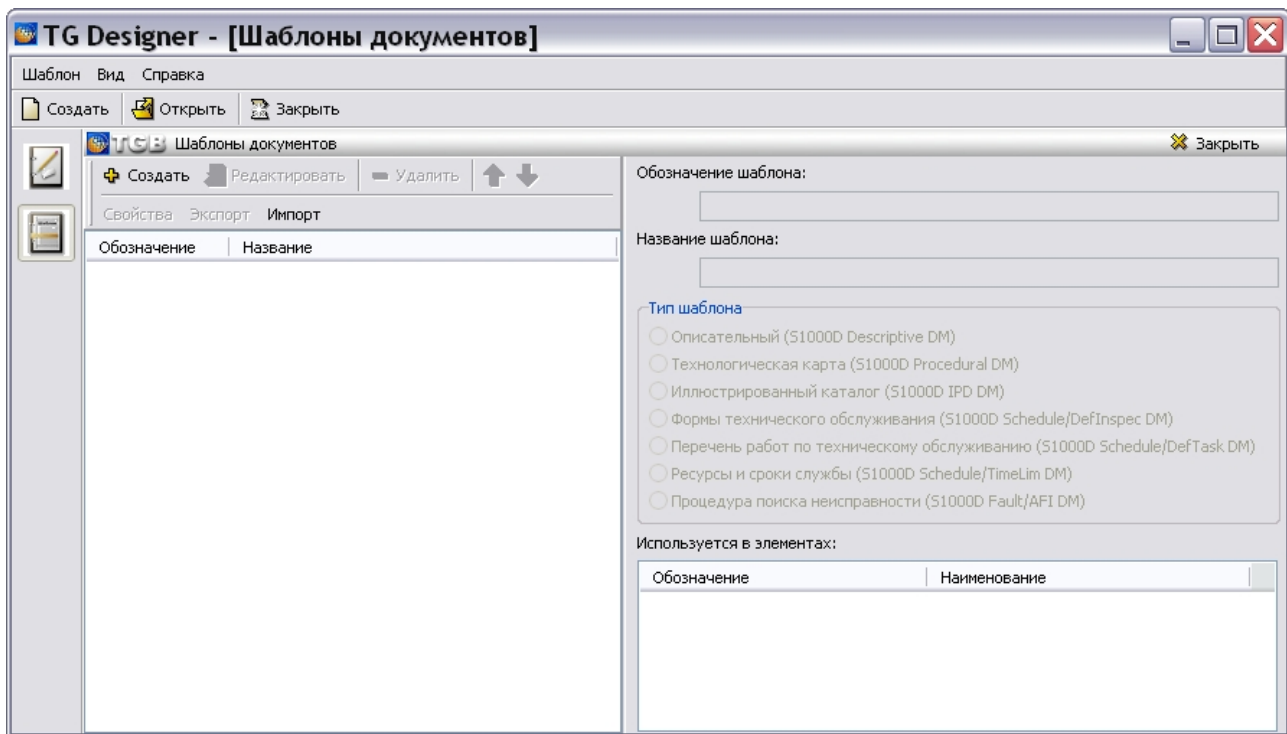 TG Designer - [Шаблоны документов]
Шаблон Вид Справка
Создать Открыть Закрыть
TGB Шаблоны документов Закрыть
Создать Редактировать Удалить
Свойства Экспорт Импорт
Обозначение Название
Обозначение шаблона:
Название шаблона:
Тип шаблона
Описательный (S1000D Descriptive DM)
Технологическая карта (S1000D Procedural DM)
Иллюстрированный каталог (S1000D IPD DM)
Формы технического обслуживания (S1000D Schedule/DefInspec DM)
Перечень работ по техническому обслуживанию (S1000D Schedule/DefTask DM)
Ресурсы и сроки службы (S1000D Schedule/TimeLim DM)
Процедура поиска неисправности (S1000D Fault/AFI DM)
Используется в элементах:
Обозначение Наименование